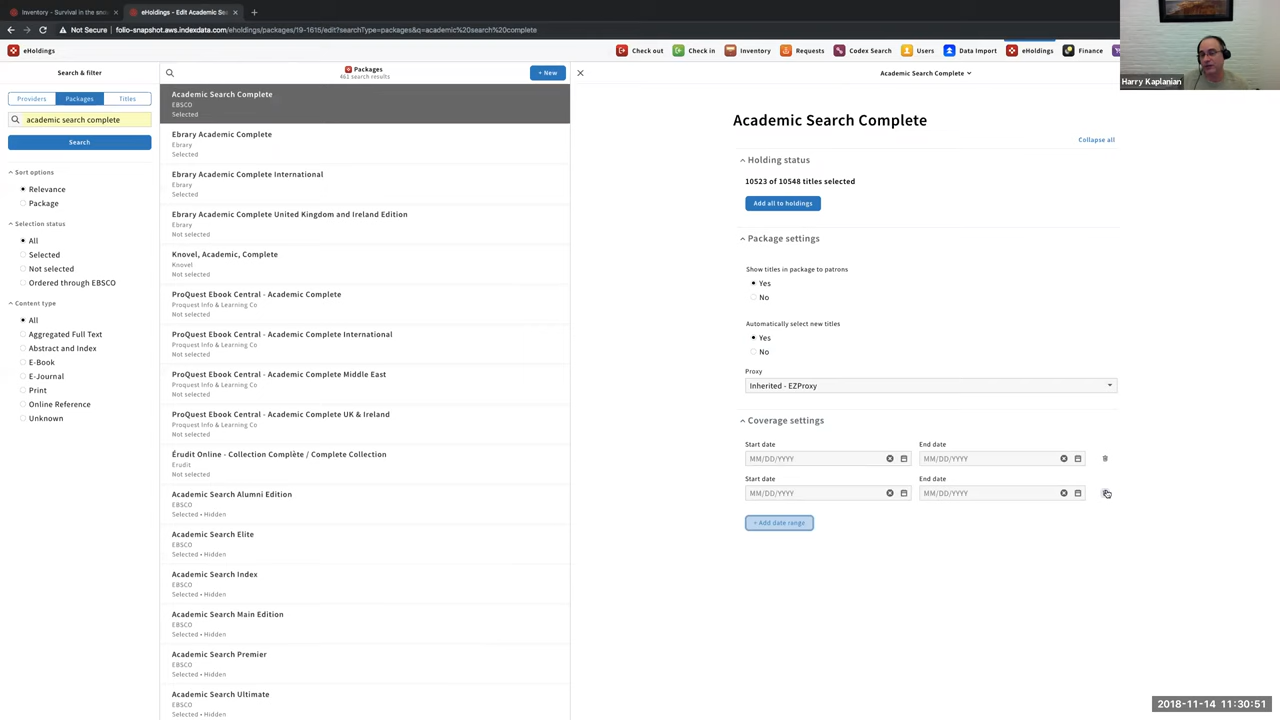 Inventory - Survival in the sne
eHoldings - Edit Academic Sea
Not Secure
folio-snapshot.aws.indexdata.com/eholdings/packages/19-1615/edit?searchType=packages&q=academic%20search%20complete
eHoldings
Check out
Check in
Inventory
Requests
Codex Search
Users
Data Import
eHoldings
Finance
Harry Kaplanian
Search & filter
Providers
Packages
Titles
academic search complete
Search
Sort options
Relevance
Package
Selection status
All
Selected
Not selected
Ordered through EBSCO
Content type
All
Aggregated Full Text
Abstract and Index
E-Book
E-Journal
Print
Online Reference
Unknown
Packages
461 search results
+ New
Academic Search Complete
EBSCO
Selected
Ebrary Academic Complete
Ebrary
Selected
Ebrary Academic Complete International
Ebrary
Selected
Ebrary Academic Complete United Kingdom and Ireland Edition
Ebrary
Not selected
Knovel, Academic, Complete
Knovel
Not selected
ProQuest Ebook Central - Academic Complete
Proquest Info & Learning Co
Not selected
ProQuest Ebook Central - Academic Complete International
Proquest Info & Learning Co
Not selected
ProQuest Ebook Central - Academic Complete Middle East
Proquest Info & Learning Co
Not selected
ProQuest Ebook Central - Academic Complete UK & Ireland
Proquest Info & Learning Co
Not selected
Érudit Online - Collection Complète / Complete Collection
Erudit
Not selected
Academic Search Alumni Edition
EBSCO
Selected • Hidden
Academic Search Elite
EBSCO
Selected • Hidden
Academic Search Index
EBSCO
Selected • Hidden
Academic Search Main Edition
EBSCO
Selected • Hidden
Academic Search Premier
EBSCO
Selected • Hidden
Academic Search Ultimate
EBSCO
Selected • Hidden
Academic Search Complete
Academic Search Complete
Collapse all
Holding status
10523 of 10548 titles selected
Add all to holdings
Package settings
Show titles in package to patrons
Yes
No
Automatically select new titles
Yes
No
Proxy
Inherited - EZProxy
Coverage settings
Start date
End date
MM/DD/YYYY
MM/DD/YYYY
Start date
End date
MM/DD/YYYY
MM/DD/YYYY
+ Add date range
2018-11-14 11:30:51